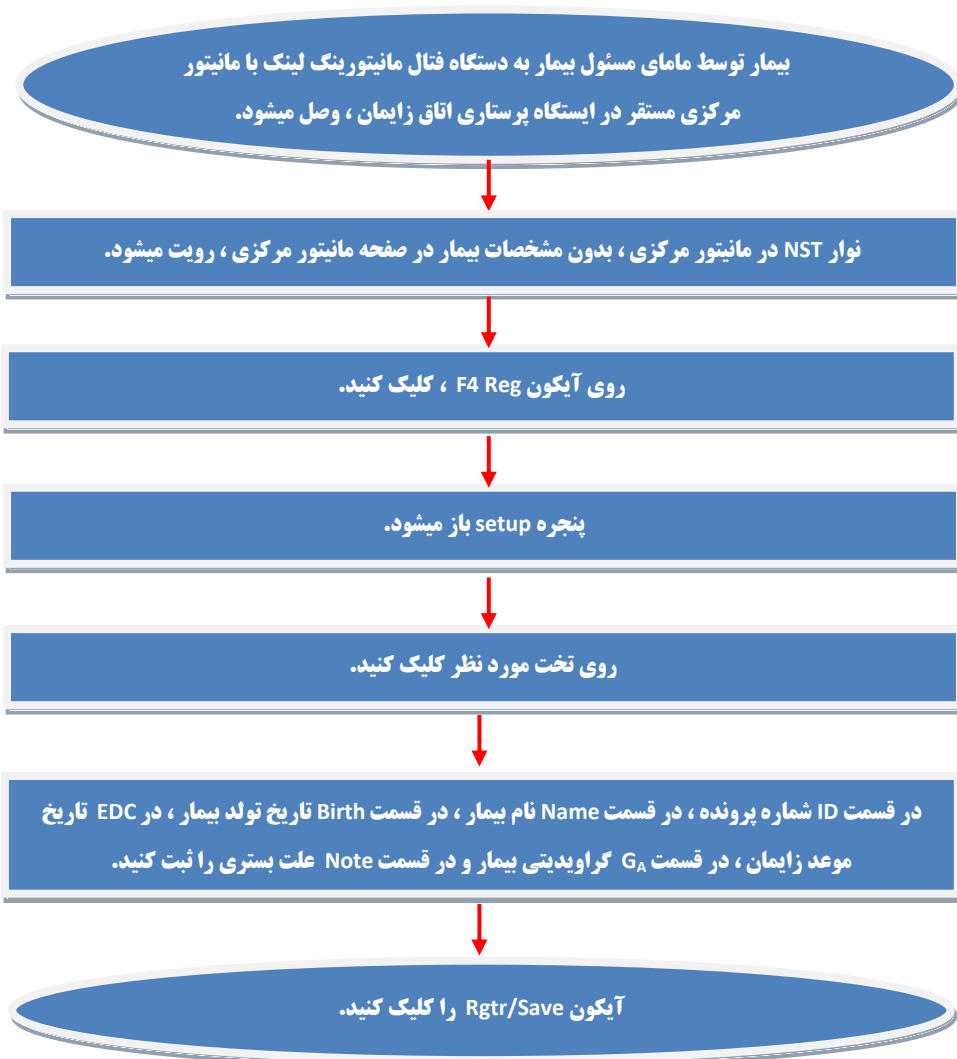 بیمار توسط مامای مسئول بیمار به دستگاه فتال مانیتورینگ لینک با مانیتور
مرکزی مستقر در ایستگاه پرستاری اتاق زایمان ، وصل میشود.
نوار NST در مانیتور مرکزی ، بدون مشخصات بیمار در صفحه مانیتور مرکزی ، رویت میشود.
روی آیکون F4 Reg ، کلیک کنید.
پنجره setup باز میشود.
روی تخت مورد نظر کلیک کنید.
در قسمت ID شماره پرونده ، در قسمت Name نام بیمار ، در قسمت Birth تاریخ تولد بیمار ، در EDC تاریخ
موعد زایمان ، در قسمت GA گراویدیتی بیمار و در قسمت Note علت بستری را ثبت کنید.
آیکون Rgtr/Save را کلیک کنید.